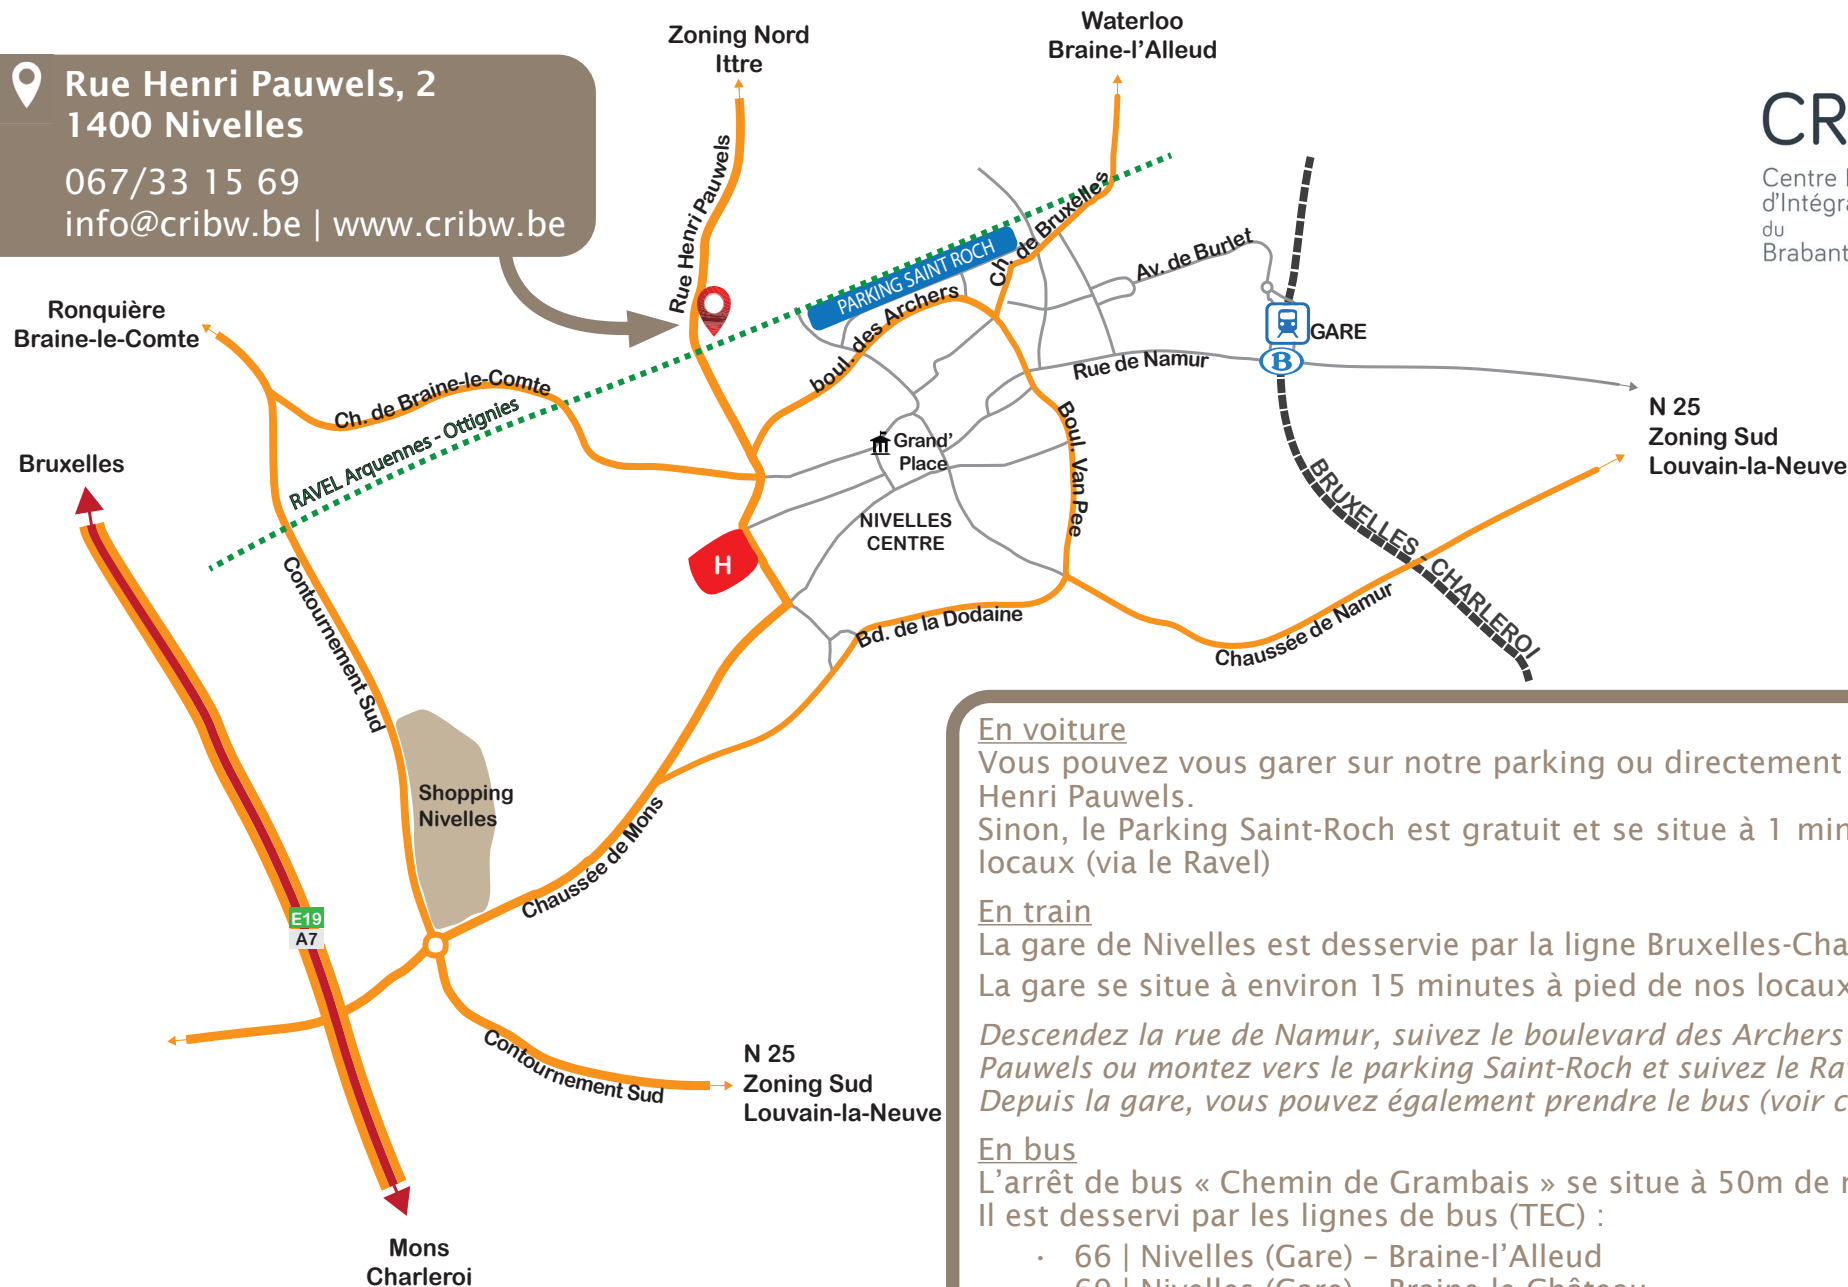 Rue Henri Pauwels, 2
1400 Nivelles
067/33 15 69
info@cribw.be | www.cribw.be
Zoning Nord
Ittre
Waterloo
Braine-l'Alleud
CR
Centre
d'Intégra
du
Brabant
Rue Henri Pauwels
PARKING SAINT ROCH
Ch. de Bruxelles
boul. des Archers
Av. de Burlet
GARE
B
Rue de Namur
Ronquière
Braine-le-Comte
Ch. de Braine-le-Comte
RAVEL Arquennes - Ottignies
Bruxelles
N 25
Zoning Sud
Louvain-la-Neuve
Grand'
Place
Boul. Van Pee
NIVELLES
CENTRE
H
BRUXELLES - CHARLEROI
Contournement Sud
Bd. de la Dodaine
Chaussée de Namur
Shopping
Nivelles
Chaussée de Mons
E19
A7
Contournement Sud
N 25
Zoning Sud
Louvain-la-Neuve
Mons
Charleroi
En voiture
Vous pouvez vous garer sur notre parking ou directement
Henri Pauwels.
Sinon, le Parking Saint-Roch est gratuit et se situe à 1 min
locaux (via le Ravel)
En train
La gare de Nivelles est desservie par la ligne Bruxelles-Cha
La gare se situe à environ 15 minutes à pied de nos locaux
Descendez la rue de Namur, suivez le boulevard des Archers
Pauwels ou montez vers le parking Saint-Roch et suivez le Ra
Depuis la gare, vous pouvez également prendre le bus (voir c
En bus
L'arrêt de bus « Chemin de Grambais » se situe à 50m de
Il est desservi par les lignes de bus (TEC) :
· 66 | Nivelles (Gare) – Braine-l'Alleud
69 | Nivelles (Gare) – Braine-le-Château